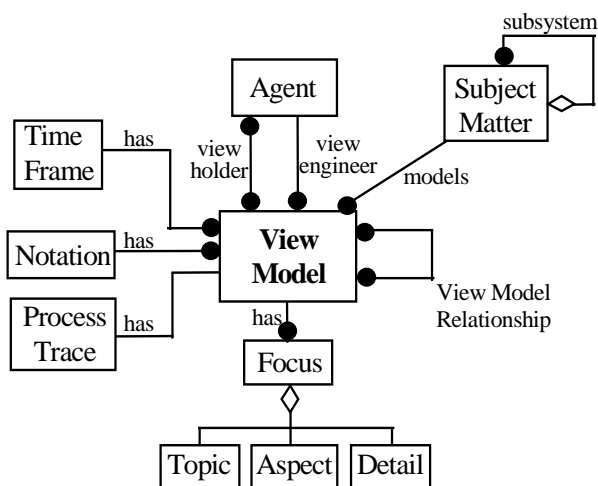 subsystem
Agent
Subject
Matter
Time
Frame
has
view
holder
view
engineer
models
Notation
has
View
Model
Process
Trace
has
has
View Model
Relationship
Focus
Topic
Aspect
Detail